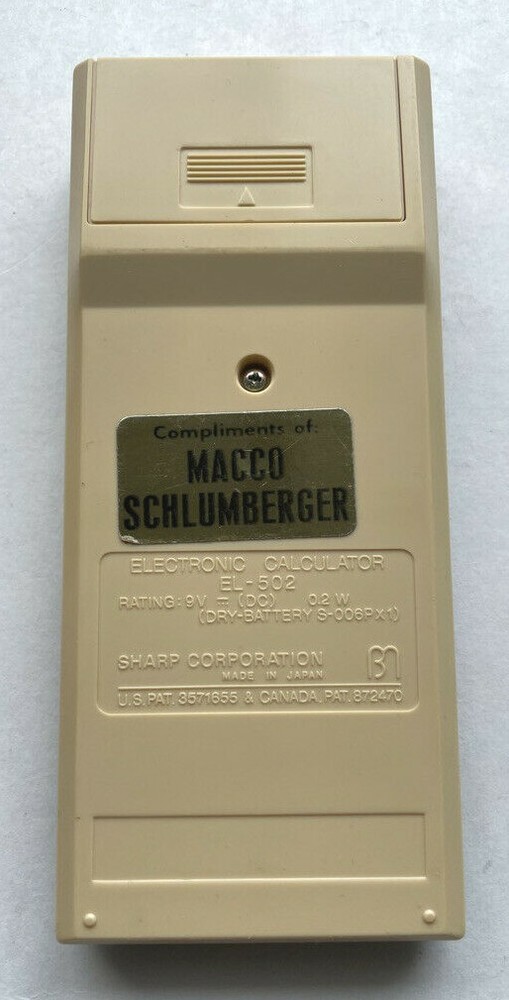 Compliments of:
MACCO
SCHLUMBERGER
ELECTRONIC CALCULATOR
EL-502
RATING: 9V ⎓ (DC) 0.2 W
(DRY-BATTERY S-006P×1)
SHARP CORPORATION
MADE IN JAPAN
U.S. PAT. 3571655 & CANADA. PAT. 872470